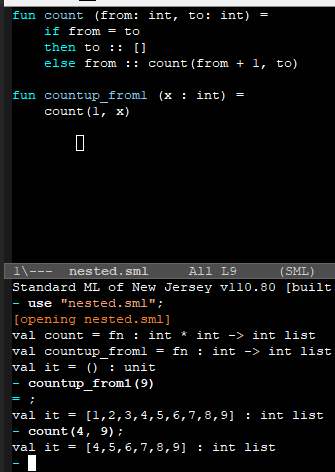 fun count (from: int, to: int) =
    if from = to
    then to :: []
    else from :: count(from + 1, to)
fun countup_from1 (x : int) =
    count(1, x)
1\---  nested.sml     All L9     (SML)
Standard ML of New Jersey v110.80 [built
- use "nested.sml";
[opening nested.sml]
val count = fn : int * int -> int list
val countup_from1 = fn : int -> int list
val it = () : unit
- countup_from1(9)
= ;
val it = [1,2,3,4,5,6,7,8,9] : int list
- count(4, 9);
val it = [4,5,6,7,8,9] : int list
-